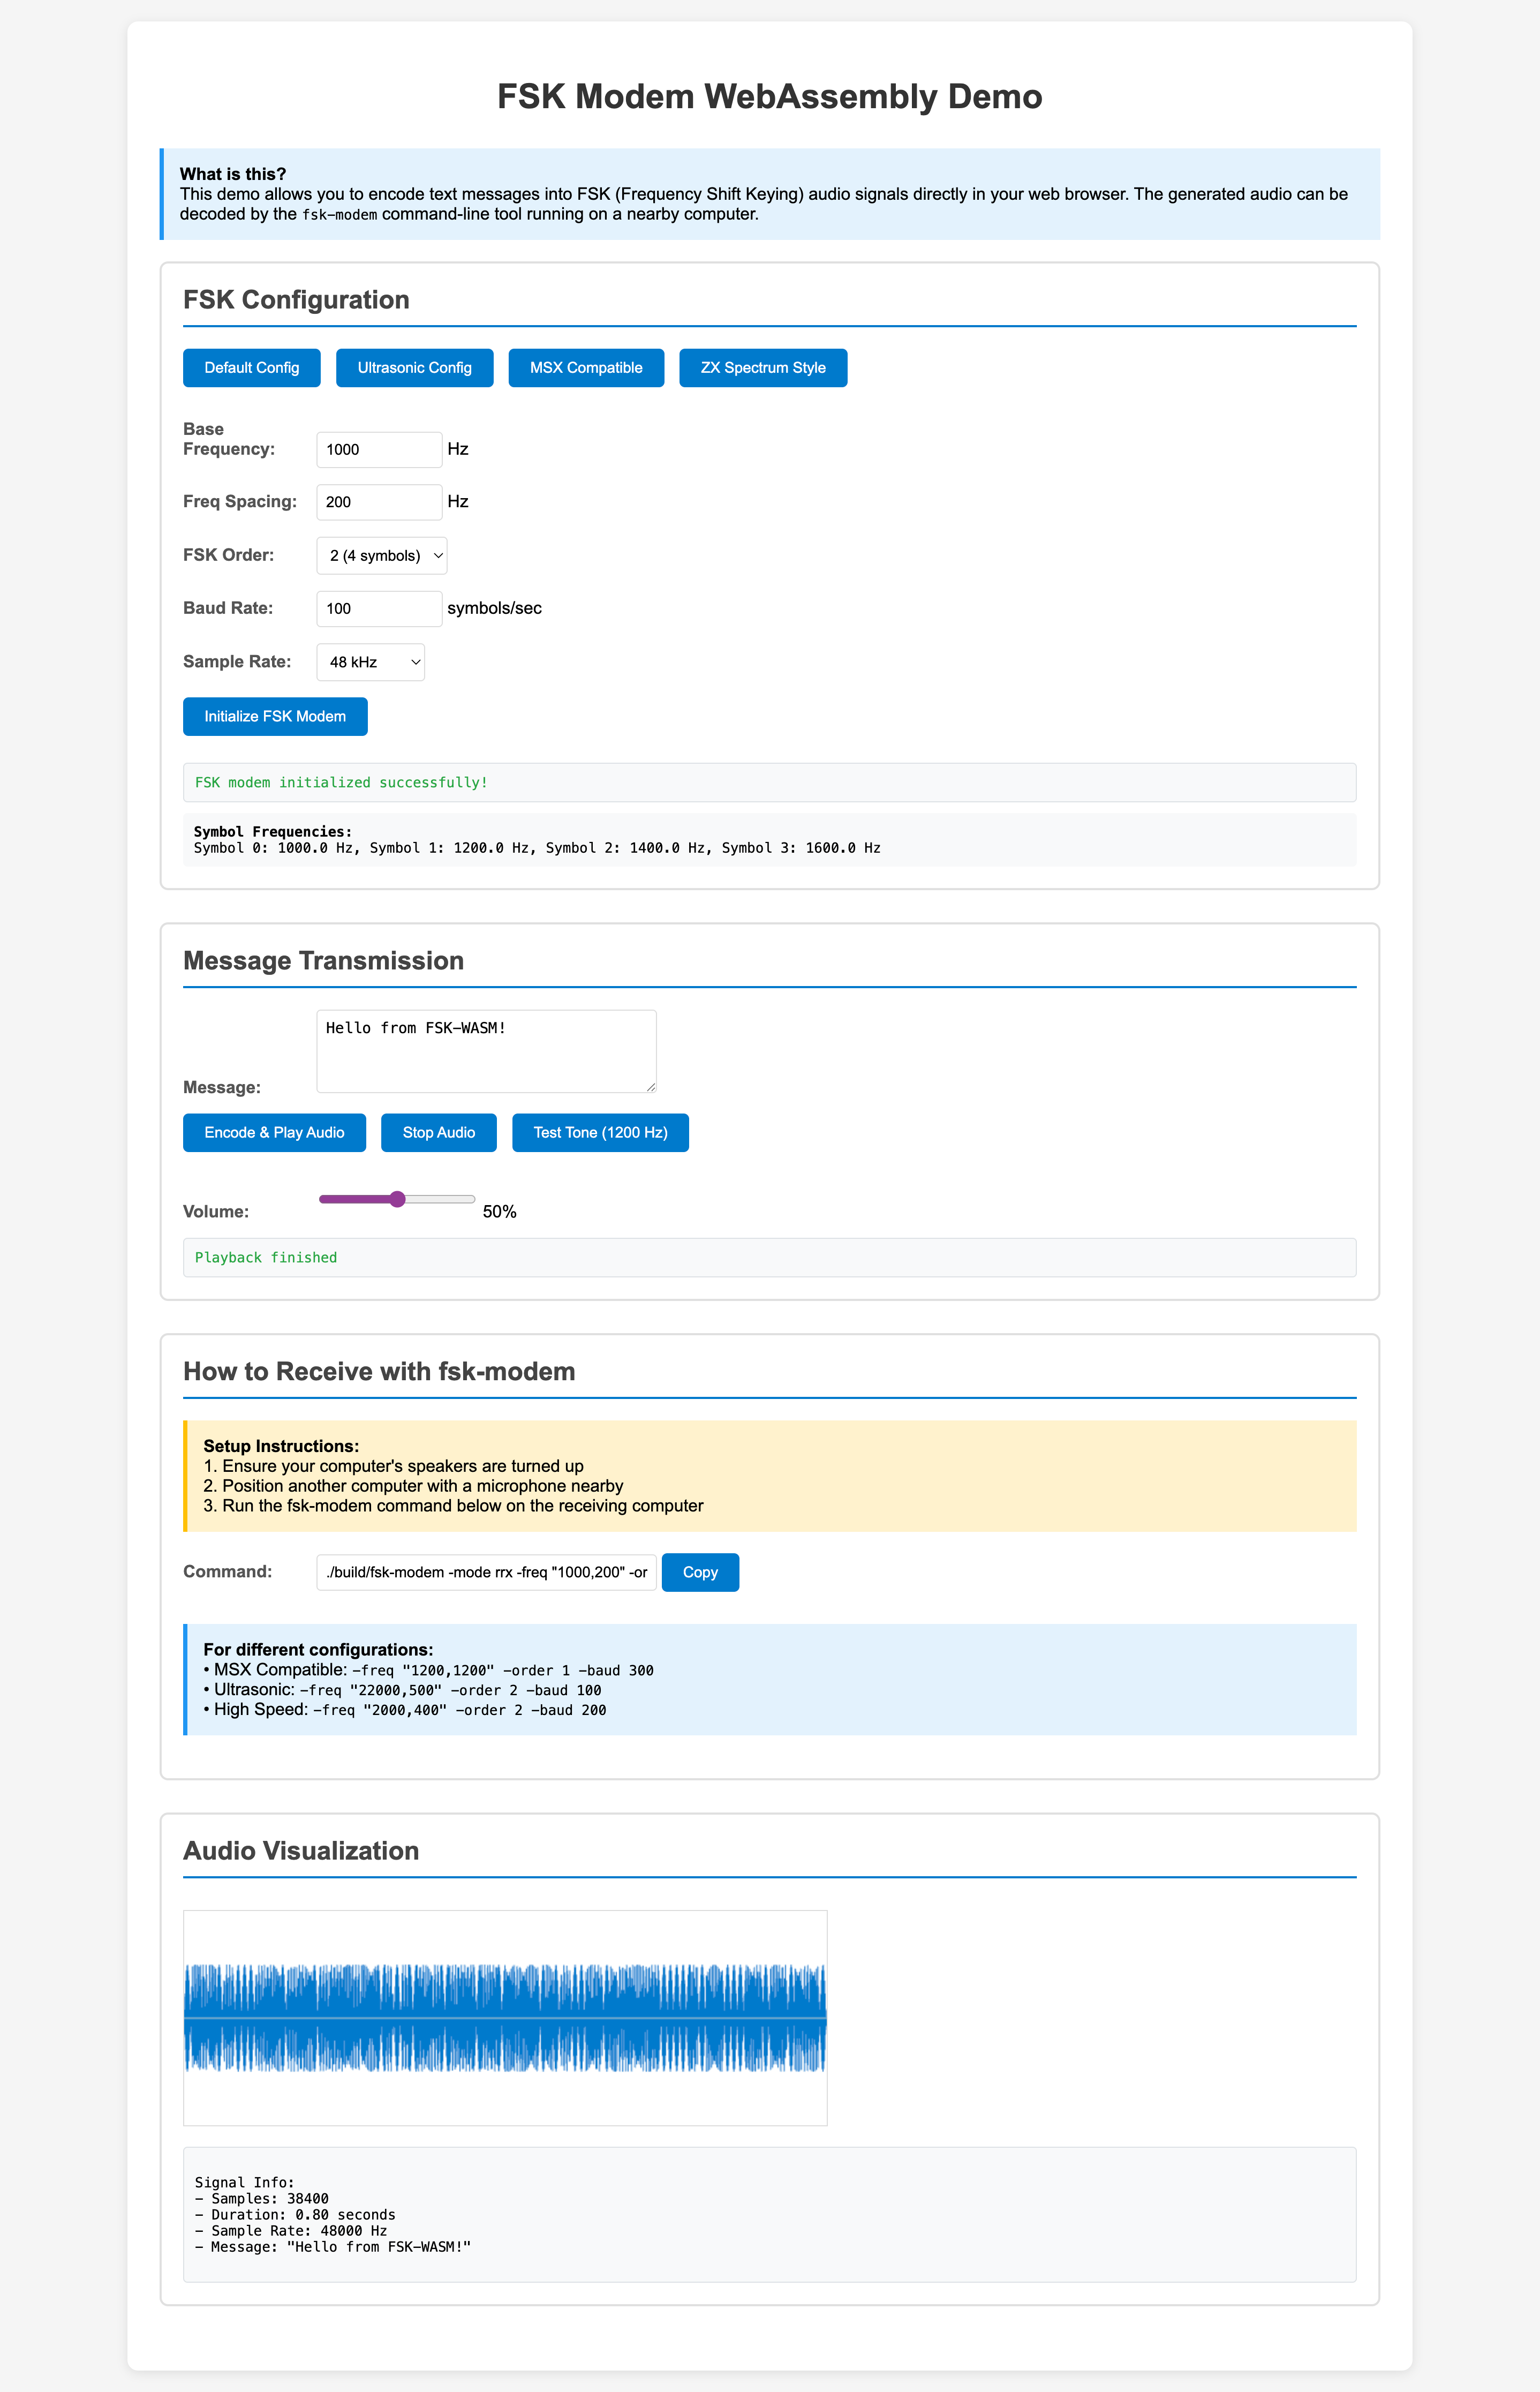 FSK Modem WebAssembly Demo
What is this?
This demo allows you to encode text messages into FSK (Frequency Shift Keying) audio signals directly in your web browser. The generated audio can be
decoded by the fsk-modem command-line tool running on a nearby computer.
FSK Configuration
Default Config Ultrasonic Config MSX Compatible ZX Spectrum Style
Base
Frequency: 1000 Hz
Freq Spacing: 200 Hz
FSK Order: 2 (4 symbols)
Baud Rate: 100 symbols/sec
Sample Rate: 48 kHz
Initialize FSK Modem
FSK modem initialized successfully!
Symbol Frequencies:
Symbol 0: 1000.0 Hz, Symbol 1: 1200.0 Hz, Symbol 2: 1400.0 Hz, Symbol 3: 1600.0 Hz
Message Transmission
Hello from FSK-WASM!
Message:
Encode & Play Audio Stop Audio Test Tone (1200 Hz)
Volume: 50%
Playback finished
How to Receive with fsk-modem
Setup Instructions:
1. Ensure your computer's speakers are turned up
2. Position another computer with a microphone nearby
3. Run the fsk-modem command below on the receiving computer
Command: ./build/fsk-modem -mode rrx -freq "1000,200" -or Copy
For different configurations:
• MSX Compatible: -freq "1200,1200" -order 1 -baud 300
• Ultrasonic: -freq "22000,500" -order 2 -baud 100
• High Speed: -freq "2000,400" -order 2 -baud 200
Audio Visualization
Signal Info:
- Samples: 38400
- Duration: 0.80 seconds
- Sample Rate: 48000 Hz
- Message: "Hello from FSK-WASM!"